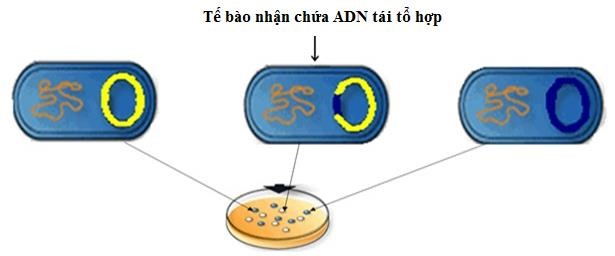 Tế bào nhận chứa ADN tái tổ hợp